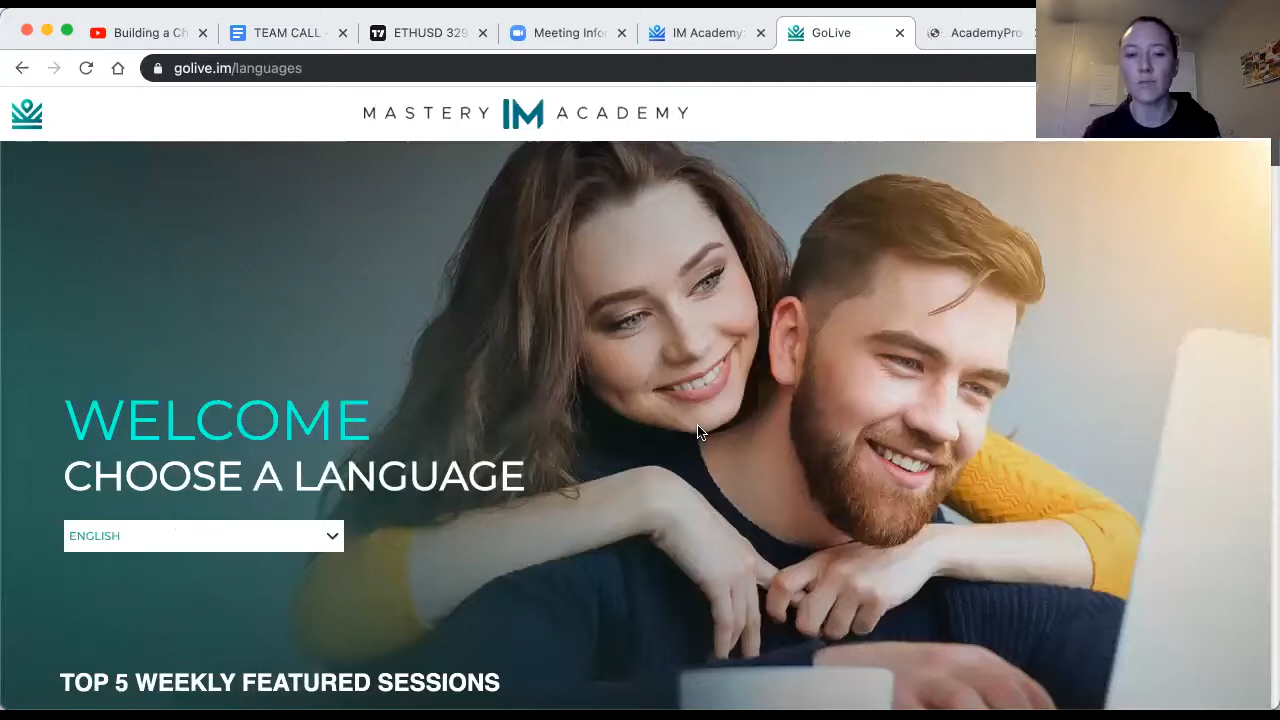 Building a Ch
TEAM CALL -
ETHUSD 329
Meeting Info
IM Academy:
GoLive
AcademyPro
golive.im/languages
MASTERY IM ACADEMY
WELCOME
CHOOSE A LANGUAGE
ENGLISH
TOP 5 WEEKLY FEATURED SESSIONS